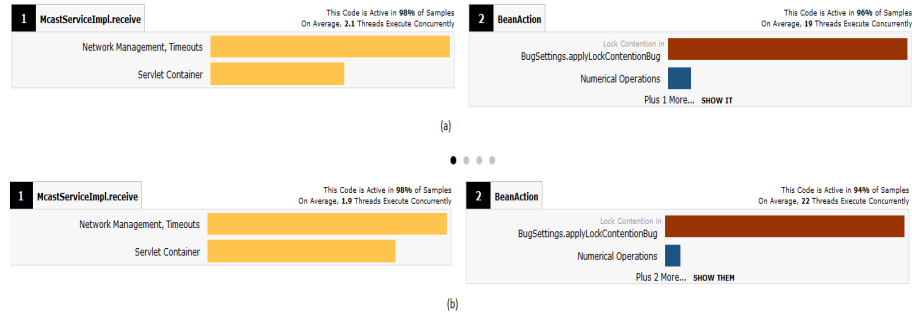 1 McastServiceImpl.receive
This Code is Active in 98% of Samples
On Average, 2.1 Threads Execute Concurrently
Network Management, Timeouts
Servlet Container
2 BeanAction
This Code is Active in 96% of Samples
On Average, 19 Threads Execute Concurrently
Lock Contention in
BugSettings.applyLockContentionBug
Numerical Operations
Plus 1 More... SHOW IT
(a)
1 McastServiceImpl.receive
This Code is Active in 98% of Samples
On Average, 1.9 Threads Execute Concurrently
Network Management, Timeouts
Servlet Container
2 BeanAction
This Code is Active in 94% of Samples
On Average, 22 Threads Execute Concurrently
Lock Contention in
BugSettings.applyLockContentionBug
Numerical Operations
Plus 2 More... SHOW THEM
(b)